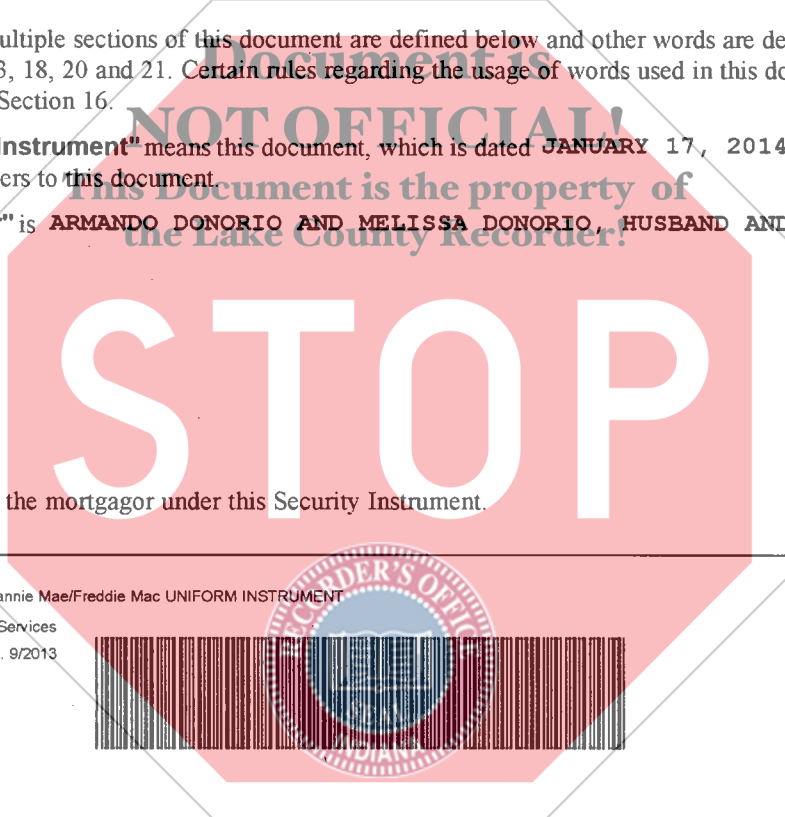 ultiple sections of this document are defined below and other words are de
3, 18, 20 and 21. Certain rules regarding the usage of words used in this do
Section 16.
Document is
NOT OFFICIAL!
This Document is the property of
the Lake County Recorder!
Instrument" means this document, which is dated JANUARY 17, 2014
ers to this document.
" is ARMANDO DONORIO AND MELISSA DONORIO, HUSBAND AND
STOP
the mortgagor under this Security Instrument.
annie Mae/Freddie Mac UNIFORM INSTRUMENT
Services
. 9/2013
RECORDER'S OFFICE
SEAL
INDIANA